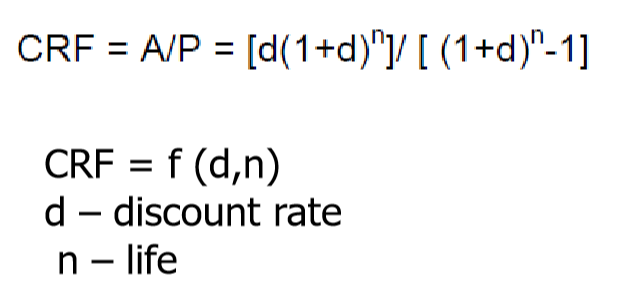 CRF = A/P = [d(1+d)ⁿ]/ [ (1+d)ⁿ-1]
CRF = f (d,n)
d – discount rate
n – life